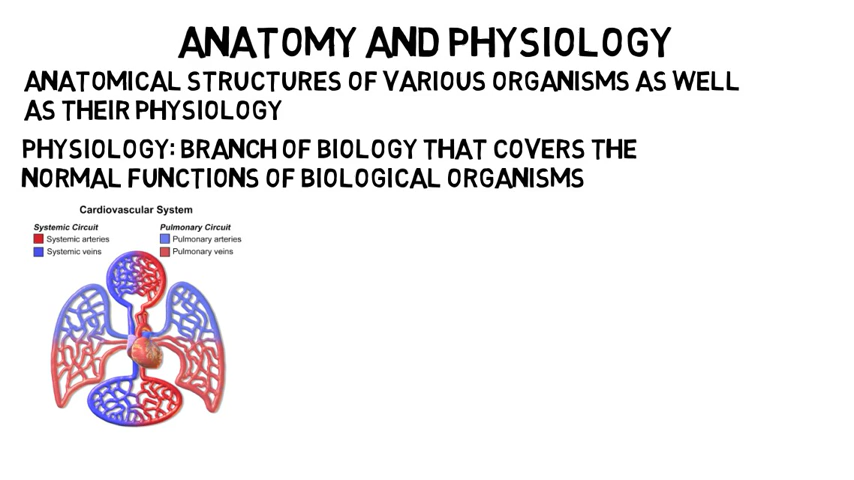 ANATOMY AND PHYSIOLOGY
ANATOMICAL STRUCTURES OF VARIOUS ORGANISMS AS WELL
AS THEIR PHYSIOLOGY
PHYSIOLOGY: BRANCH OF BIOLOGY THAT COVERS THE
NORMAL FUNCTIONS OF BIOLOGICAL ORGANISMS
Cardiovascular System
Systemic Circuit
Systemic arteries
Systemic veins
Pulmonary Circuit
Pulmonary arteries
Pulmonary veins